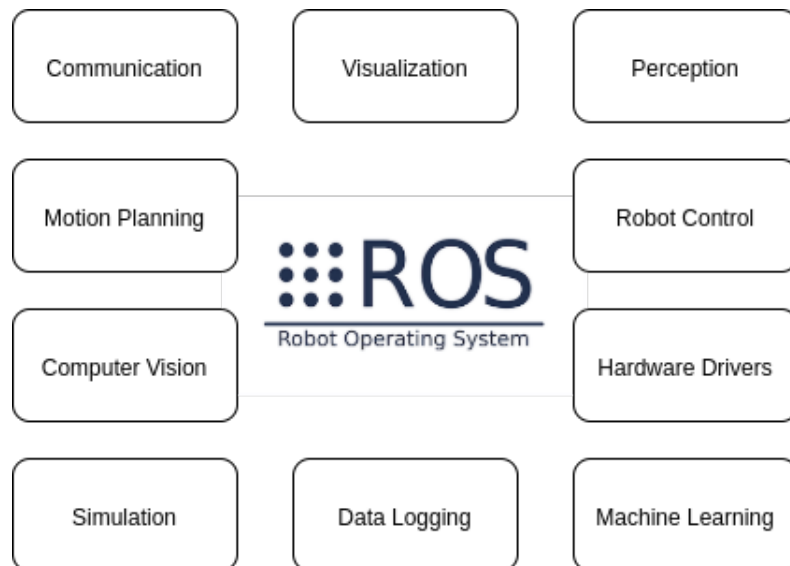 Communication
Visualization
Perception
Motion Planning
Robot Control
ROS
Robot Operating System
Computer Vision
Hardware Drivers
Simulation
Data Logging
Machine Learning